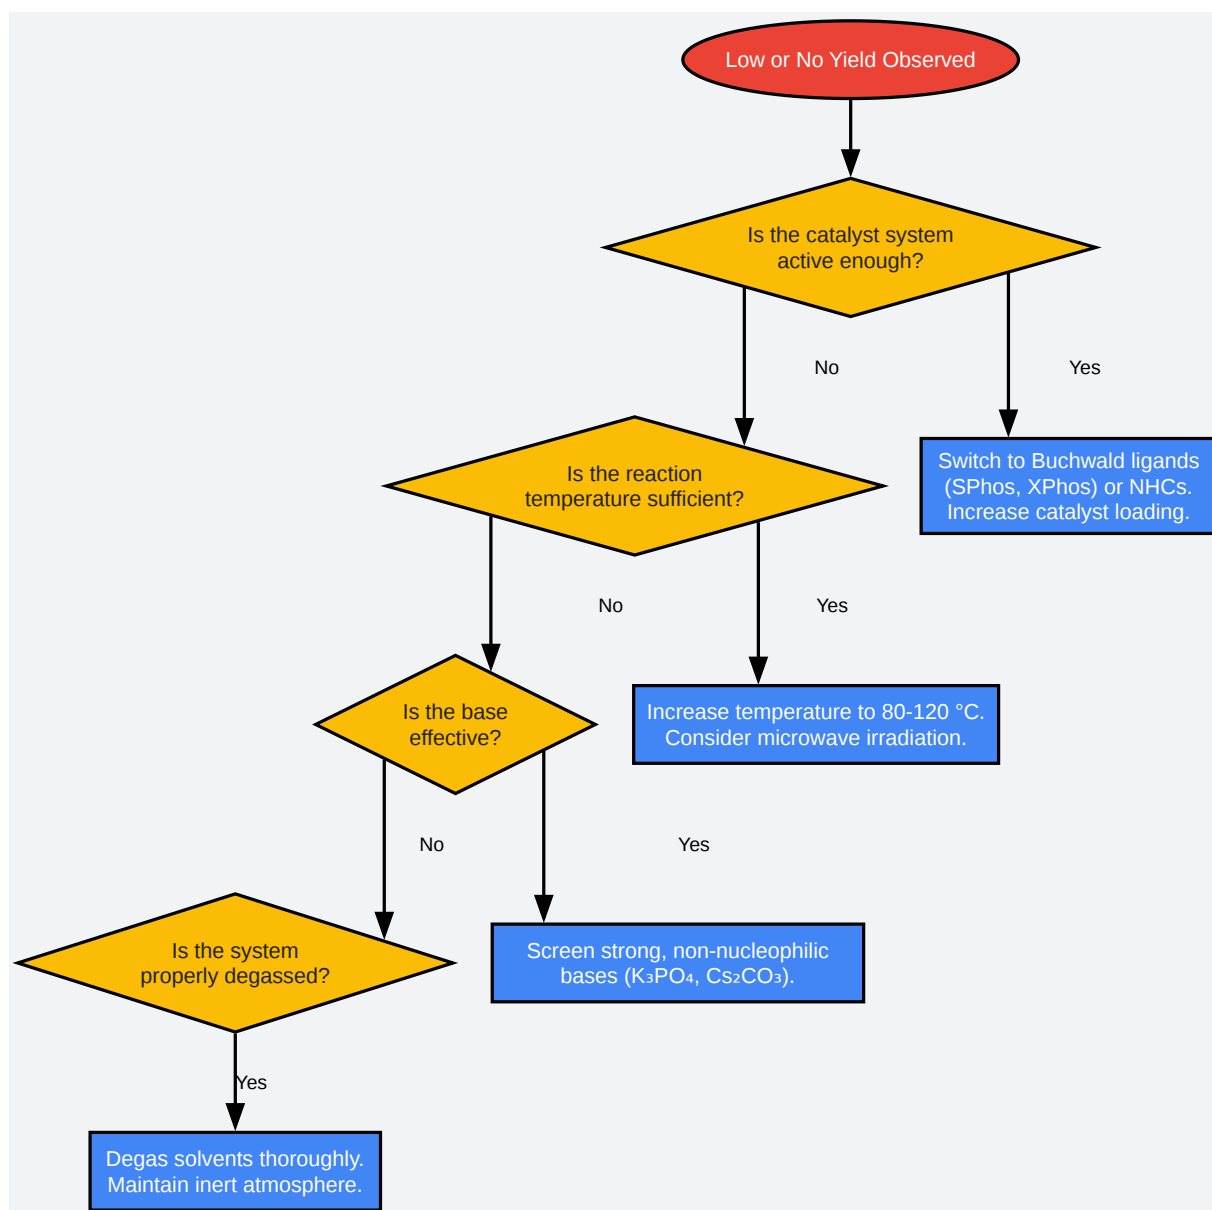 Low or No Yield Observed
Is the catalyst system
active enough?
No
Yes
Is the reaction
temperature sufficient?
Switch to Buchwald ligands
(SPhos, XPhos) or NHCs.
Increase catalyst loading.
No
Yes
Is the base
effective?
Increase temperature to 80-120 °C.
Consider microwave irradiation.
No
Yes
Is the system
properly degassed?
Screen strong, non-nucleophilic
bases (K₃PO₄, Cs₂CO₃).
Yes
Degas solvents thoroughly.
Maintain inert atmosphere.